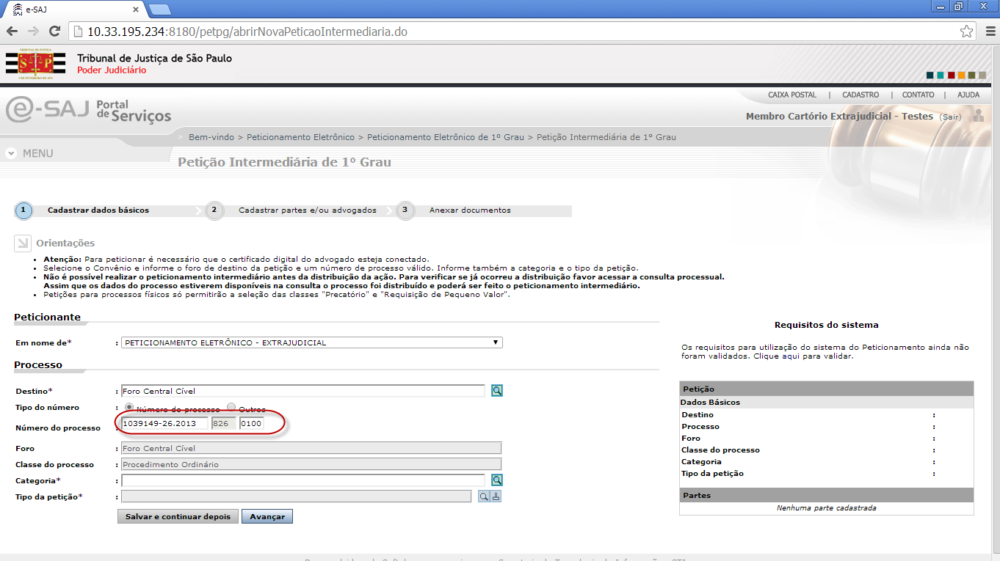 e-SAJ
10.33.195.234:8180/petpg/abrirNovaPeticaoIntermediaria.do
TRIBUNAL DE JUSTIÇA
S P
3 DE FEVEREIRO DE 1874
Tribunal de Justiça de São Paulo
Poder Judiciário
CAIXA POSTAL | CADASTRO | CONTATO | AJUDA
e-SAJ Portal de Serviços
Membro Cartório Extrajudicial - Testes (Sair)
Bem-vindo > Peticionamento Eletrônico > Peticionamento Eletrônico de 1º Grau > Petição Intermediária de 1º Grau
MENU
Petição Intermediária de 1º Grau
1 Cadastrar dados básicos 2 Cadastrar partes e/ou advogados 3 Anexar documentos
Orientações
• Atenção: Para peticionar é necessário que o certificado digital do advogado esteja conectado.
• Selecione o Convênio e informe o foro de destino da petição e um número de processo válido. Informe também a categoria e o tipo da petição.
• Não é possível realizar o peticionamento intermediário antes da distribuição da ação. Para verificar se já ocorreu a distribuição favor acessar a consulta processual.
Assim que os dados do processo estiverem disponíveis na consulta o processo foi distribuído e poderá ser feito o peticionamento intermediário.
• Petições para processos físicos só permitirão a seleção das classes "Precatório" e "Requisição de Pequeno Valor".
Peticionante
Em nome de* : PETICIONAMENTO ELETRÔNICO - EXTRAJUDICIAL
Processo
Destino* : Foro Central Cível
Tipo do número : Número do processo Outros
Número do processo : 1039149-26.2013 826 0100
Foro : Foro Central Cível
Classe do processo : Procedimento Ordinário
Categoria* :
Tipo da petição* :
Salvar e continuar depois Avançar
Requisitos do sistema
Os requisitos para utilização do sistema do Peticionamento ainda não
foram validados. Clique aqui para validar.
Petição
Dados Básicos
Destino :
Processo :
Foro :
Classe do processo :
Categoria :
Tipo da petição :
Partes
Nenhuma parte cadastrada